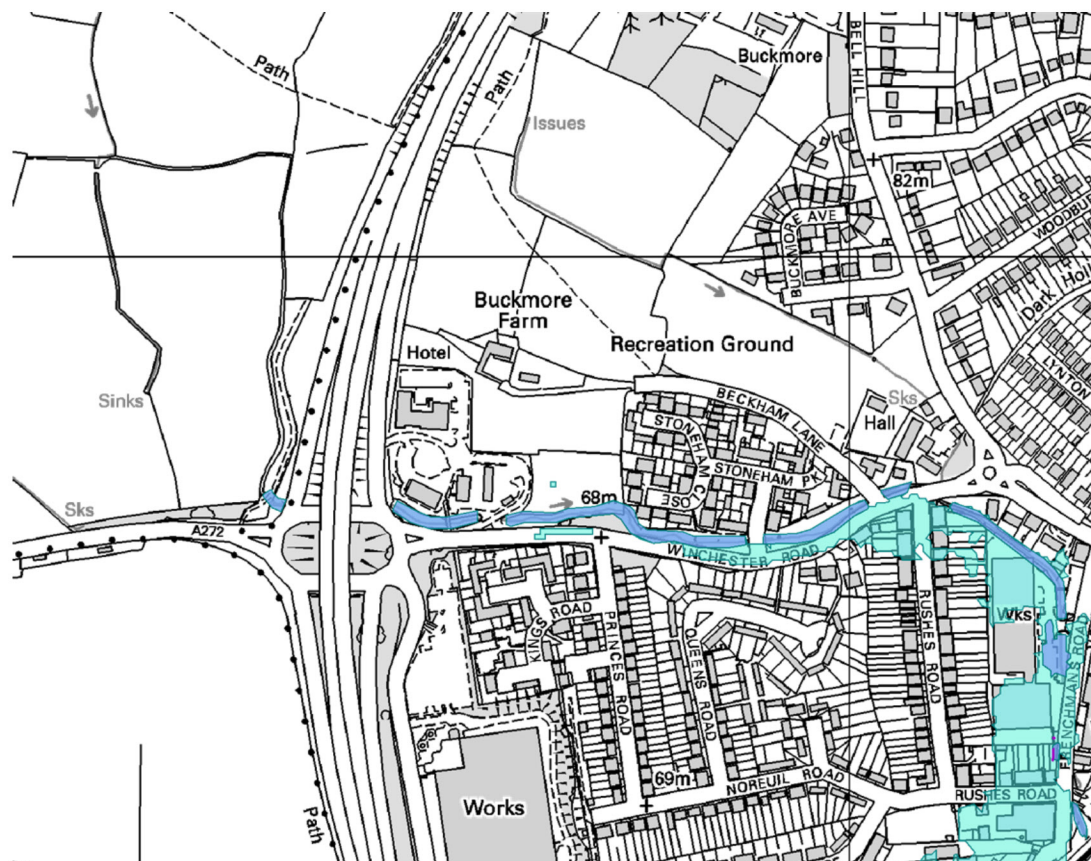 Path
Path
Issues
Buckmore
BELL HILL
82m
BUCKMORE AVE
Buckmore
Farm
Recreation Ground
Hotel
BECKHAM LANE
Sks
Hall
STONEHAM
CLOSE
STONEHAM PK
Sinks
Sks
A272
68m
WINCHESTER ROAD
KINGS ROAD
PRINCES ROAD
QUEENS ROAD
RUSHES ROAD
Wks
FRENCHMANS ROAD
69m
NOREUIL ROAD
RUSHES ROAD
Works
Path
WOODBU
Dark Hol
LYNTO